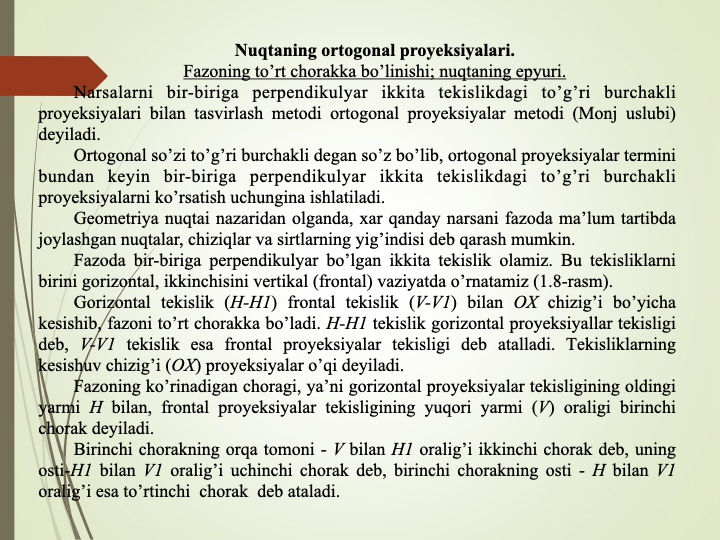 Nuqtaning ortogonal proyeksiyalari.
Fazoning to’rt chorakka bo’linishi; nuqtaning epyuri.
Narsalarni bir-biriga perpendikulyar ikkita tekislikdagi to’g’ri burchakli
proyeksiyalari bilan tasvirlash metodi ortogonal proyeksiyalar metodi (Monj uslubi)
deyiladi.
Ortogonal so’zi to’g’ri burchakli degan so’z bo’lib, ortogonal proyeksiyalar termini
bundan keyin bir-biriga perpendikulyar ikkita tekislikdagi to’g’ri burchakli
proyeksiyalarni ko’rsatish uchungina ishlatiladi.
Geometriya nuqtai nazaridan olganda, xar qanday narsani fazoda ma’lum tartibda
joylashgan nuqtalar, chiziqlar va sirtlarning yig’indisi deb qarash mumkin.
Fazoda bir-biriga perpendikulyar bo’lgan ikkita tekislik olamiz. Bu tekisliklarni
birini gorizontal, ikkinchisini vertikal (frontal) vaziyatda o’rnatamiz (1.8-rasm).
Gorizontal tekislik (H-H1) frontal tekislik (V-V1) bilan OX chizig’i bo’yicha
kesishib, fazoni to’rt chorakka bo’ladi. H-H1 tekislik gorizontal proyeksiyallar tekisligi
deb, V-V1 tekislik esa frontal proyeksiyalar tekisligi deb atalladi. Tekisliklarning
kesishuv chizig’i (OX) proyeksiyalar o’qi deyiladi.
Fazoning ko’rinadigan choragi, ya’ni gorizontal proyeksiyalar tekisligining oldingi
yarmi H bilan, frontal proyeksiyalar tekisligining yuqori yarmi (V) oraligi birinchi
chorak deyiladi.
Birinchi chorakning orqa tomoni - V bilan H1 oralig’i ikkinchi chorak deb, uning
osti-H1 bilan V1 oralig’i uchinchi chorak deb, birinchi chorakning osti - H bilan V1
oralig’i esa to’rtinchi  chorak  deb ataladi.